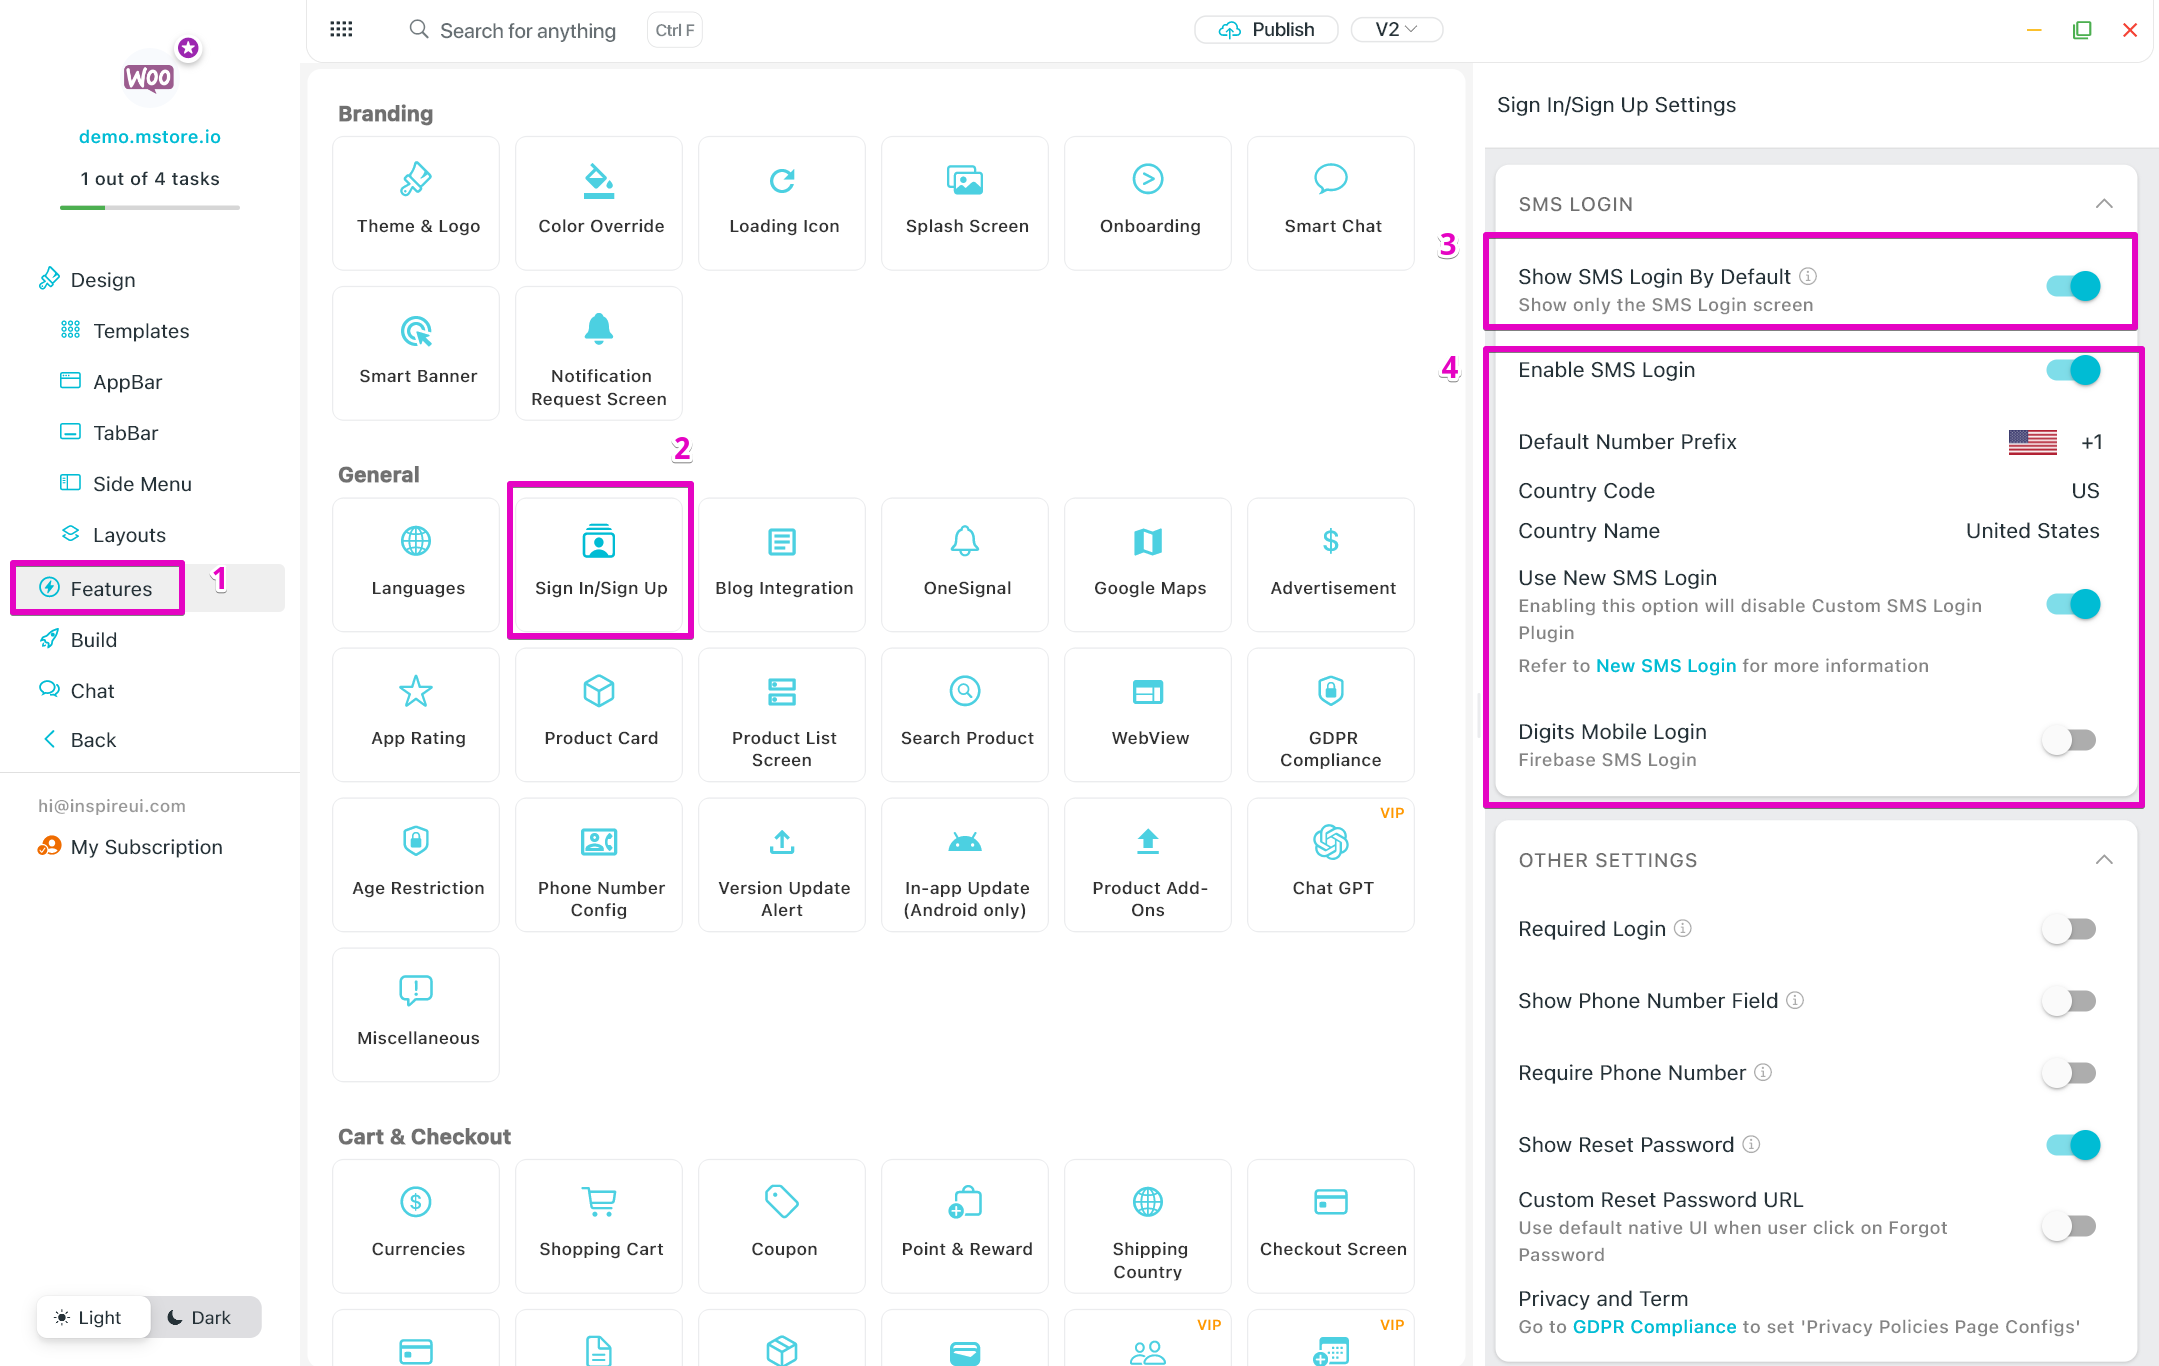 Search for anything
Ctrl F
Publish
V2
WOO
demo.mstore.io
1 out of 4 tasks
Design
Templates
AppBar
TabBar
Side Menu
Layouts
Features
1
Build
Chat
Back
hi@inspireui.com
My Subscription
Light
Dark
Branding
Theme & Logo
Color Override
Loading Icon
Splash Screen
Onboarding
Smart Chat
Smart Banner
Notification
Request Screen
General
2
Languages
Sign In/Sign Up
Blog Integration
OneSignal
Google Maps
Advertisement
App Rating
Product Card
Product List
Screen
Search Product
WebView
GDPR
Compliance
Age Restriction
Phone Number
Config
Version Update
Alert
In-app Update
(Android only)
Product Add-
Ons
VIP
Chat GPT
Miscellaneous
Cart & Checkout
Currencies
Shopping Cart
Coupon
Point & Reward
Shipping
Country
Checkout Screen
VIP
VIP
Sign In/Sign Up Settings
SMS LOGIN
3
Show SMS Login By Default
Show only the SMS Login screen
4
Enable SMS Login
Default Number Prefix
+1
Country Code
US
Country Name
United States
Use New SMS Login
Enabling this option will disable Custom SMS Login
Plugin
Refer to New SMS Login for more information
Digits Mobile Login
Firebase SMS Login
OTHER SETTINGS
Required Login
Show Phone Number Field
Require Phone Number
Show Reset Password
Custom Reset Password URL
Use default native UI when user click on Forgot
Password
Privacy and Term
Go to GDPR Compliance to set 'Privacy Policies Page Configs'